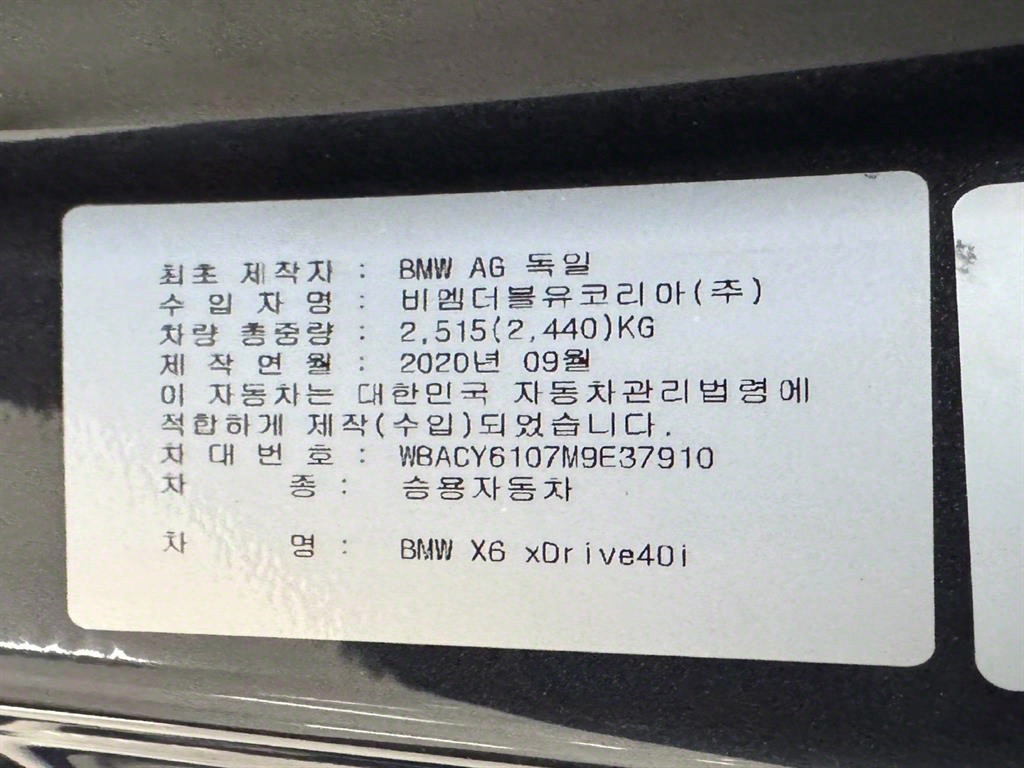 최초 제작자 : BMW AG 독일
수 입 자 명 : 비엠더블유코리아(주)
차량 총중량 : 2,515(2,440)KG
제 작 연 월 : 2020년 09월
이 자동차는 대한민국 자동차관리법령에
적합하게 제작(수입)되었습니다.
차 대 번 호 : WBACY6107M9E37910
차 종 : 승용자동차
차 명 : BMW X6 xDrive40i